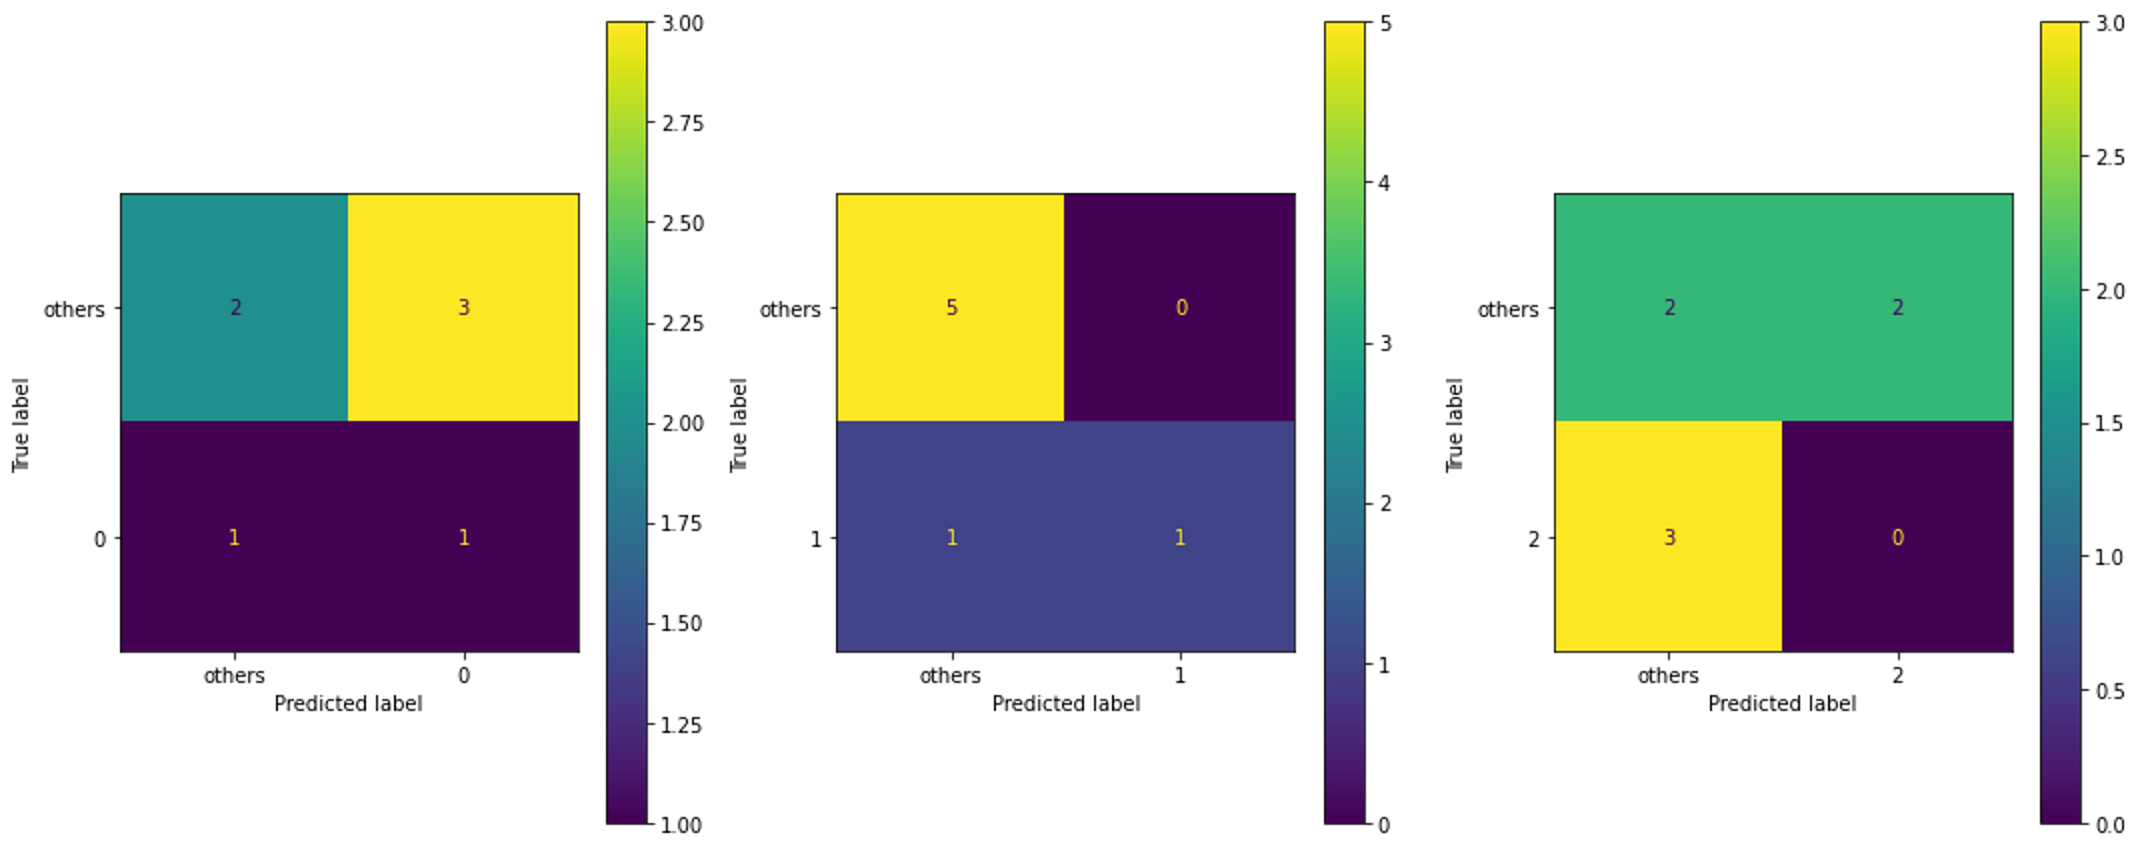 3.00
2.75
2.50
2.25
2.00
1.75
1.50
1.25
1.00
others
0
True label
2 3
1 1
others 0
Predicted label
5
4
3
2
1
0
others
1
True label
5 0
1 1
others 1
Predicted label
3.0
2.5
2.0
1.5
1.0
0.5
0.0
others
2
True label
2 2
3 0
others 2
Predicted label